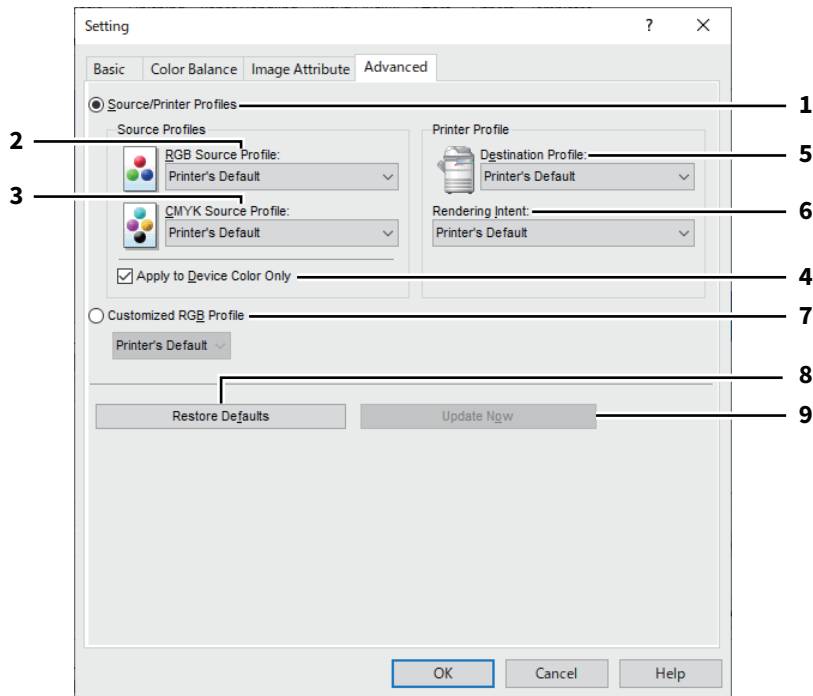 Setting ? ×
Basic Color Balance Image Attribute Advanced
Source/Printer Profiles 1
Source Profiles Printer Profile
2 RGB Source Profile: Destination Profile: 5
Printer's Default Printer's Default
3 CMYK Source Profile: Rendering Intent: 6
Printer's Default Printer's Default
Apply to Device Color Only 4
Customized RGB Profile 7
Printer's Default
8
Restore Defaults Update Now 9
OK Cancel Help